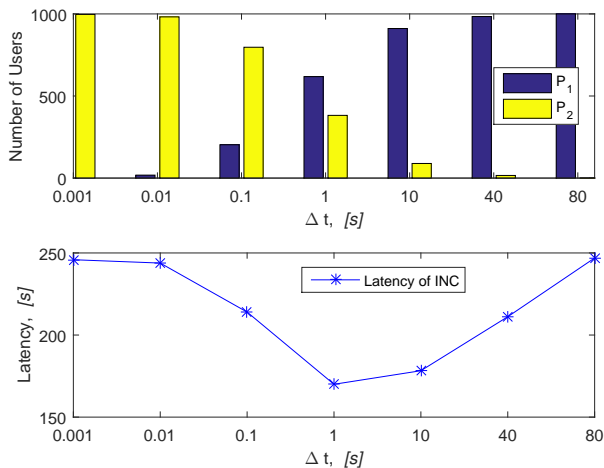 1000
500
0
Number of Users
P1
P2
0.001 0.01 0.1 1 10 40 80
Δ t, [s]
250
200
150
Latency, [s]
Latency of INC
0.001 0.01 0.1 1 10 40 80
Δ t, [s]